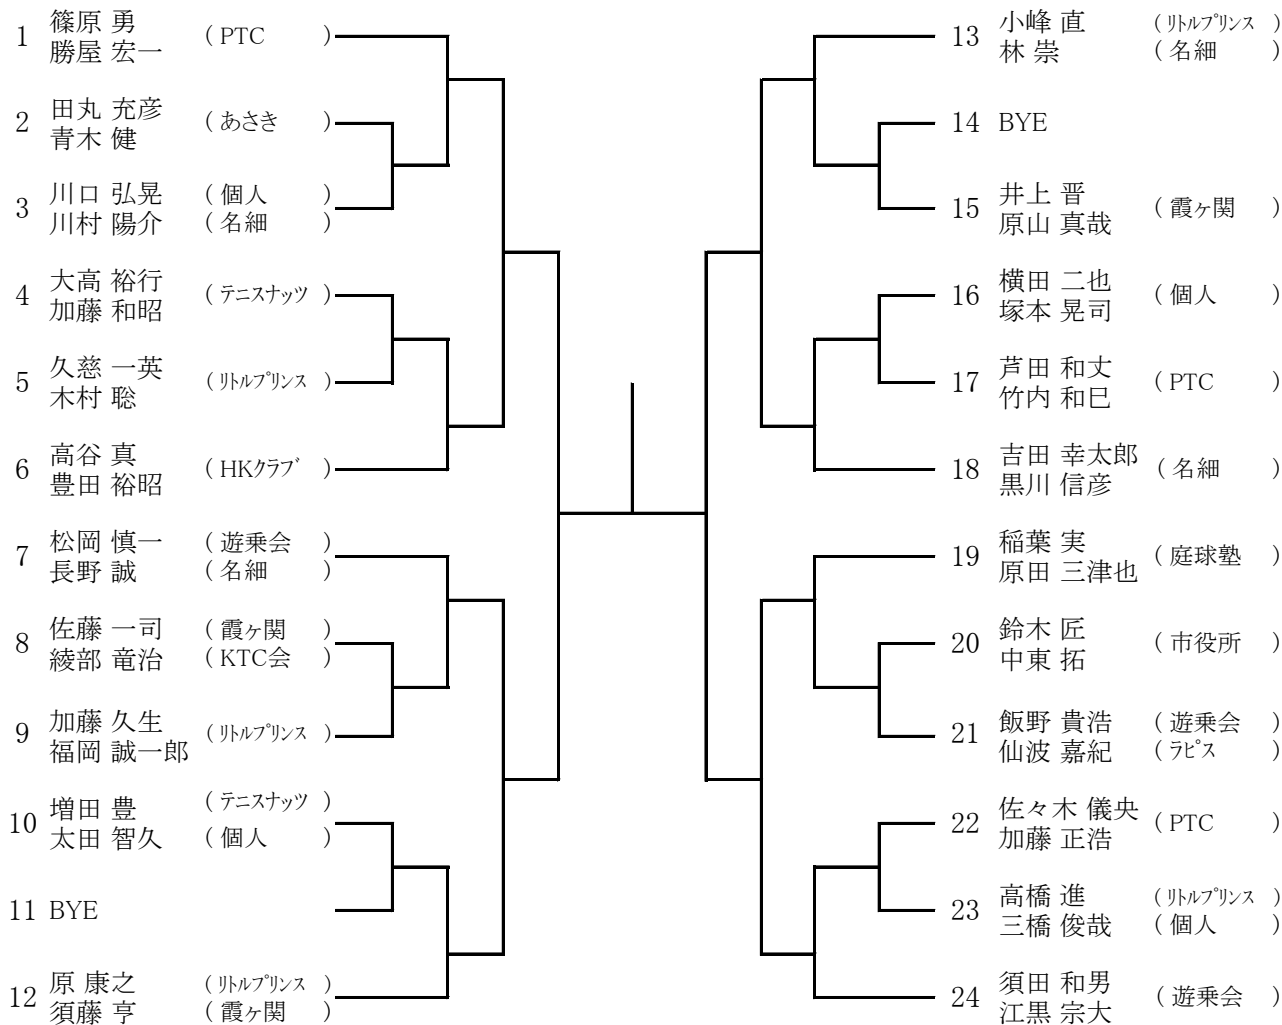 1 篠原 勇 ( PTC )
勝屋 宏一
2 田丸 充彦 ( あさき )
青木 健
3 川口 弘晃 ( 個人 )
川村 陽介 ( 名細 )
4 大高 裕行 ( テニスナッツ )
加藤 和昭
5 久慈 一英 ( リトルプリンス )
木村 聡
6 高谷 真 ( HKクラブ )
豊田 裕昭
7 松岡 慎一 ( 遊乗会 )
長野 誠 ( 名細 )
8 佐藤 一司 ( 霞ヶ関 )
綾部 竜治 ( KTC会 )
9 加藤 久生 ( リトルプリンス )
福岡 誠一郎
10 増田 豊 ( テニスナッツ )
太田 智久 ( 個人 )
11 BYE
12 原 康之 ( リトルプリンス )
須藤 亨 ( 霞ヶ関 )
13 小峰 直 ( リトルプリンス )
林 崇 ( 名細 )
14 BYE
15 井上 晋 ( 霞ヶ関 )
原山 真哉
16 横田 二也 ( 個人 )
塚本 晃司
17 芦田 和丈 ( PTC )
竹内 和巳
18 吉田 幸太郎 ( 名細 )
黒川 信彦
19 稲葉 実 ( 庭球塾 )
原田 三津也
20 鈴木 匠 ( 市役所 )
中東 拓
21 飯野 貴浩 ( 遊乗会 )
仙波 嘉紀 ( ラピス )
22 佐々木 儀央 ( PTC )
加藤 正浩
23 高橋 進 ( リトルプリンス )
三橋 俊哉 ( 個人 )
24 須田 和男 ( 遊乗会 )
江黒 宗大